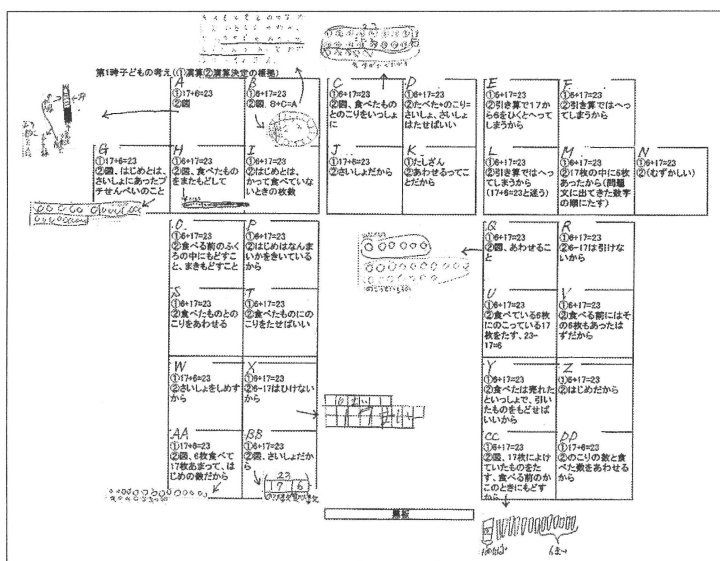 第1時子どもの考え(①演算②演算決定の根拠)
A
①17+6=23
②図
B
①6+17=23
②図、8+C=A
C
①6+17=23
②図、食べたもの
とのこりをいっしょ
に
D
①6+17=23
②たべた+のこり=
さいしょ、さいしょ
はたせばいい
E
①6+17=23
②引き算で17か
ら6をひくとへって
しまうから
F
①6+17=23
②引き算ではへっ
てしまうから
G
①17+6=23
②図、はじめとは、
さいしょにあったプ
チせんべいのこと
H
①17+6=23
②図、食べたもの
をまたもどして
I
①6+17=23
②はじめとは、
かって食べていな
いときの枚数
J
①17+6=23
②さいしょだから
K
①たしざん
②あわせるってこ
とだから
L
①6+17=23
②引き算ではへっ
てしまうから
(17+6=23と迷う)
M
①6+17=23
②17枚の中に6枚
あったから(問題
文に出てきた数字
の順にたす)
N
①6+17=23
②(むずかしい)
O
①6+17=23
②食べる前のふく
ろの中にもどすこ
と、まきもどすこと
P
①6+17=23
②はじめはなんま
いかをきいている
から
Q
①6+17=23
②図、あわせるこ
と
R
①6+17=23
②6-17は引けな
いから
S
①6+17=23
②食べたものとの
こりをあわせる
T
①6+17=23
②食べたものにの
こりをたせばいい
U
①6+17=23
②食べている6枚
にのこっている17
枚をたす、23-
17=6
V
①6+17=23
②食べる前にはそ
の6枚もあったは
ずだから
W
①17+6=23
②さいしょをしめす
から
X
①6+17=23
②6-17はひけない
から
Y
①6+17=23
②食べたは売れた
といっしょで、引い
たものをもどせば
いいから
Z
①6+17=23
②はじめだから
AA
①17+6=23
②図、6枚食べて
17枚あまって、は
じめの数だから
BB
①6+17=23
②図、さいしょだか
ら
23
17 6
CC
①6+17=23
②図、17枚によけ
ていたものをた
す、食べる前のか
このときにもどす
から
DD
①17+6=23
②のこりの数と食
べた数をあわせる
から
黒板